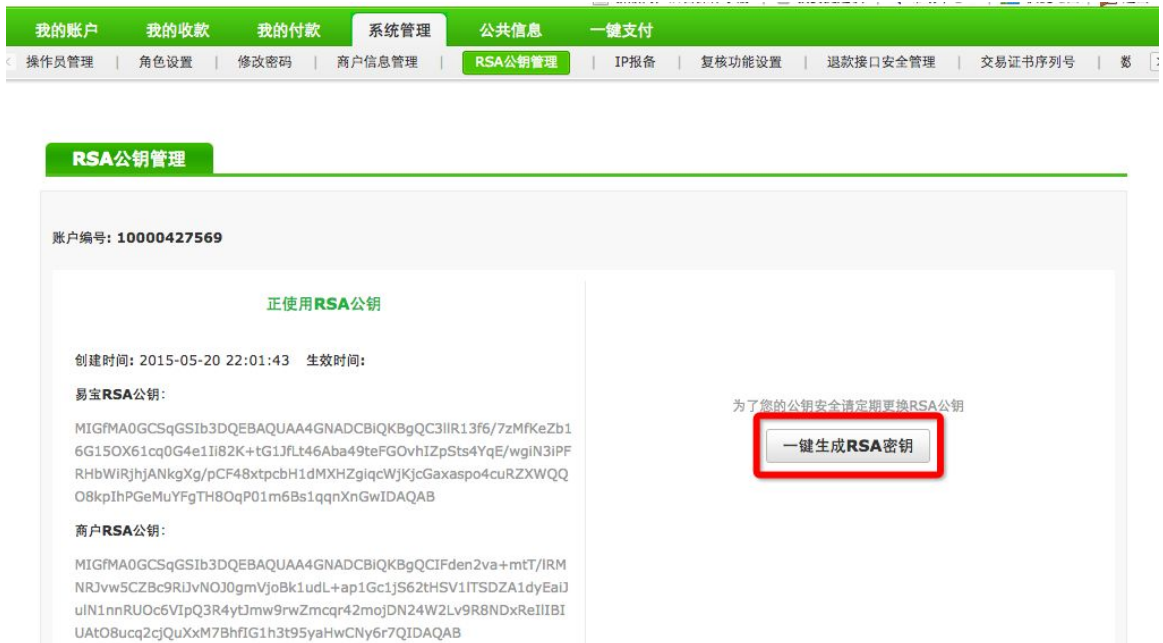 我的账户 我的收款 我的付款 系统管理 公共信息 一键支付
操作员管理 | 角色设置 | 修改密码 | 商户信息管理 | RSA公钥管理 | IP报备 | 复核功能设置 | 退款接口安全管理 | 交易证书序列号 |
RSA公钥管理
账户编号: 10000427569
正使用RSA公钥
创建时间: 2015-05-20 22:01:43 生效时间:
易宝RSA公钥:
MIGfMA0GCSqGSIb3DQEBAQUAA4GNADCBiQKBgQC3llR13f6/7zMfKeZb1
6G15OX61cq0G4e1Ii82K+tG1JfLt46Aba49teFGOvhIZpSts4YqE/wgiN3iPF
RHbWiRjhjANkgXg/pCF48xtpcbH1dMXHZgiqcWjKjcGaxaspo4cuRZXWQQ
O8kpIhPGeMuYFgTH8OqP01m6Bs1qqnXnGwIDAQAB
商户RSA公钥:
MIGfMA0GCSqGSIb3DQEBAQUAA4GNADCBiQKBgQCIFden2va+mtT/lRM
NRJvw5CZBc9RiJvNOJ0gmVjoBk1udL+ap1Gc1jS62tHSV1lTSDZA1dyEaiJ
ulN1nnRUOc6VIpQ3R4ytJmw9rwZmcqr42mojDN24W2Lv9R8NDxReIlIBI
UAtO8ucq2cjQuXxM7BhfIG1h3t95yaHwCNy6r7QIDAQAB
为了您的公钥安全请定期更换RSA公钥
一键生成RSA密钥